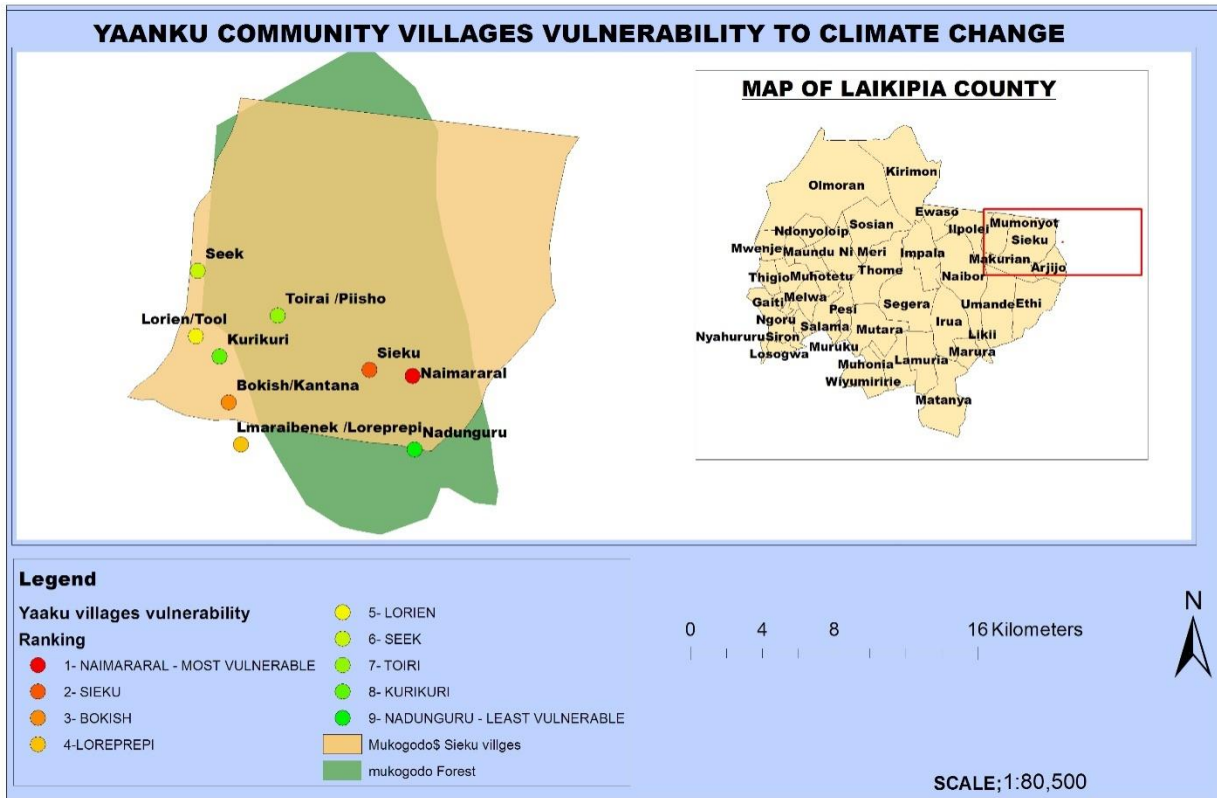 YAANKU COMMUNITY VILLAGES VULNERABILITY TO CLIMATE CHANGE
Seek
Toirai /Piisho
Lorien/Tool
Kurikuri
Sieku
Naimararal
Bokish/Kantana
Lmaraibenek /Loreprepi
Nadunguru
MAP OF LAIKIPIA COUNTY
Kirimon
Olmoran
Ewaso
Mumonyot
Sosian
Ilpolei
Ndonyoloip
Sieku
Mwenje
Maundu Ni Meri
Impala
Makurian
Arjijo
Thome
Naibor
Thigio
Muhotetu
Gaiti
Melwa
Segera
Umande
Ethi
Pesi
Ngoru
Salama
Mutara
Irua
Nyahururu
Siron
Likii
Losogwa
Muruku
Marura
Muhonia
Lamuria
Wiyumiririe
Matanya
Legend
Yaaku villages vulnerability
Ranking
1- NAIMARARAL - MOST VULNERABLE
2- SIEKU
3- BOKISH
4-LOREPREPI
5- LORIEN
6- SEEK
7- TOIRI
8- KURIKURI
9- NADUNGURU - LEAST VULNERABLE
Mukogodo$ Sieku villges
mukogodo Forest
0 4 8 16 Kilometers
N
SCALE;1:80,500